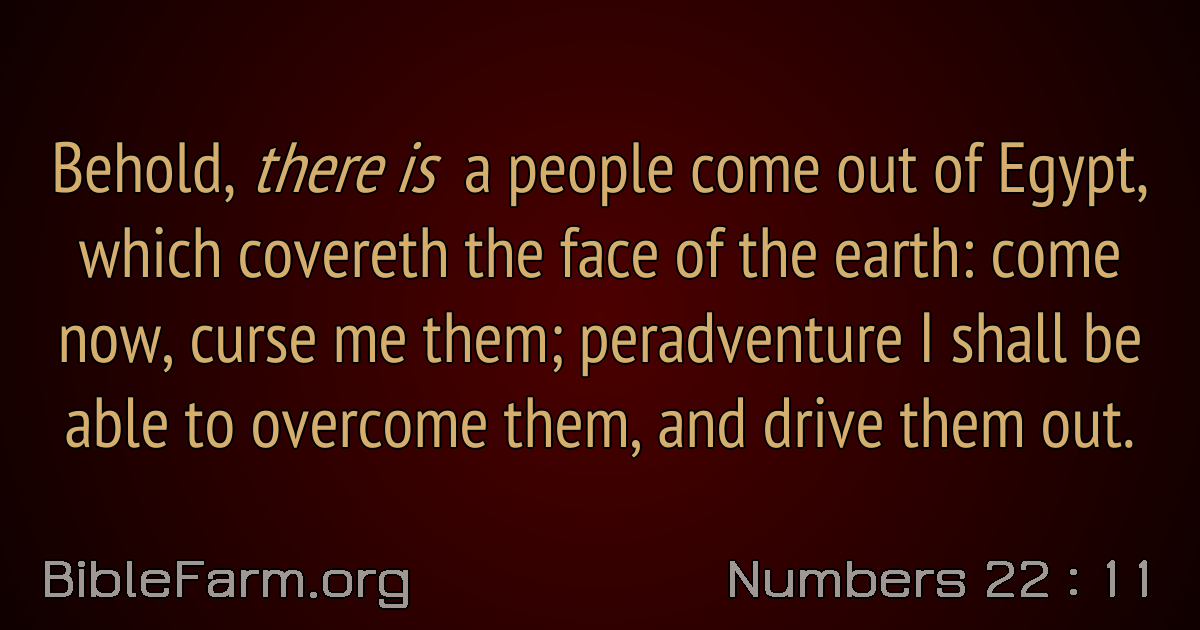 Behold, there is a people come out of Egypt,
which covereth the face of the earth: come
now, curse me them; peradventure I shall be
able to overcome them, and drive them out.
BibleFarm.org
Numbers 22 : 11